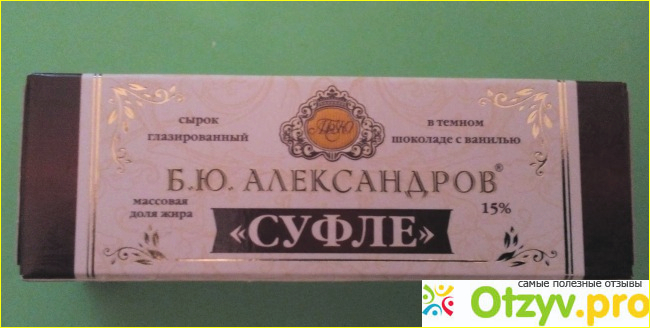 сырок
глазированный
в темном
шоколаде с ванилью
Б.Ю. АЛЕКСАНДРОВ®
массовая
доля жира
15%
«СУФЛЕ»
самые полезные отзывы
Otzyv.pro